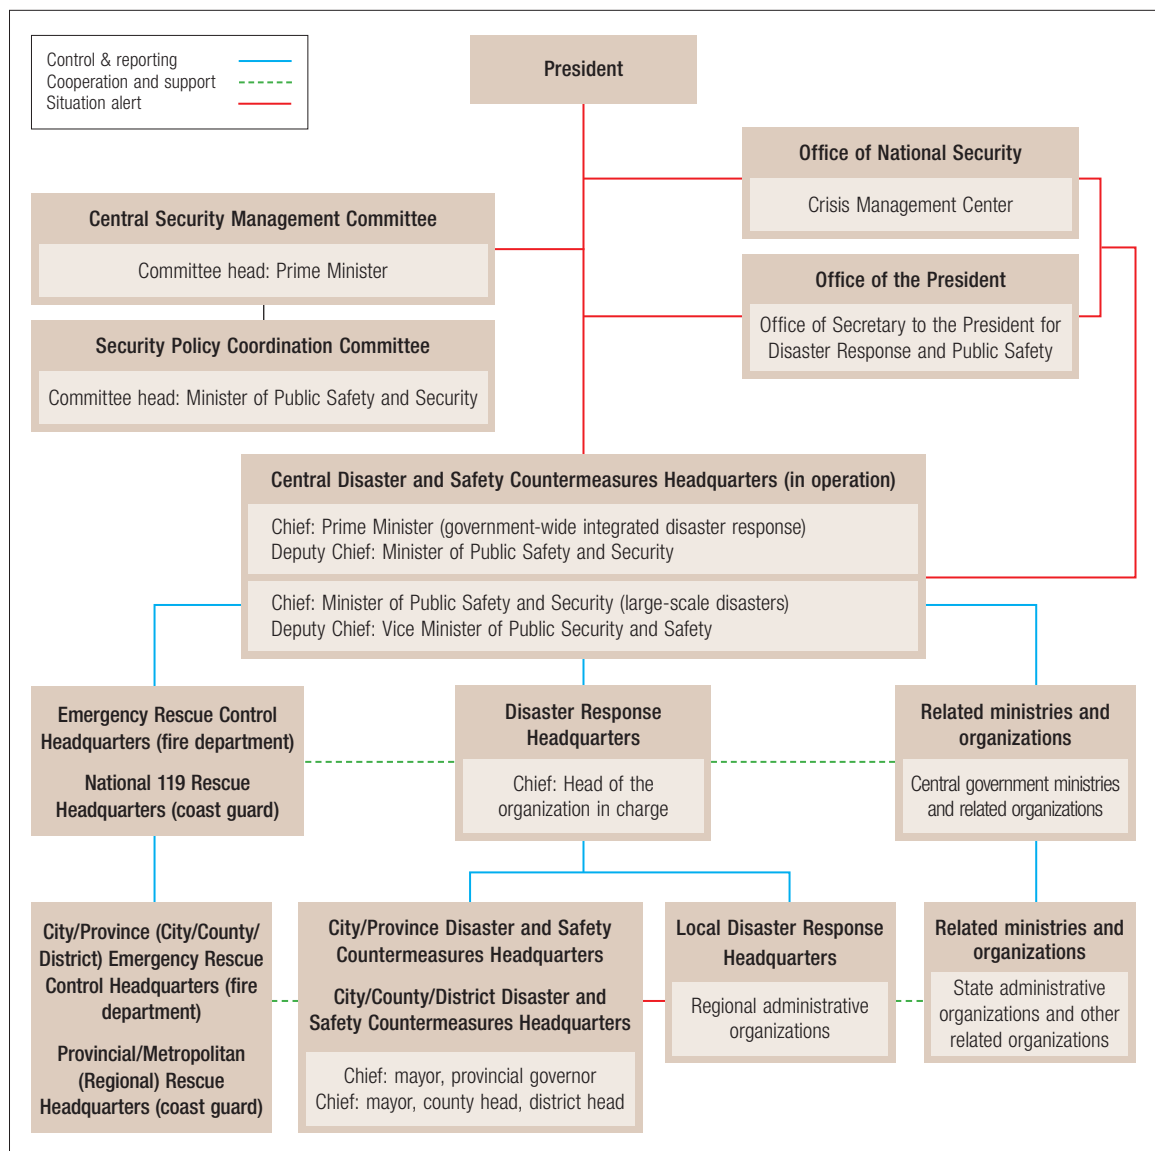 Control & reporting
Cooperation and support
Situation alert
President
Office of National Security
Crisis Management Center
Central Security Management Committee
Committee head: Prime Minister
Office of the President
Office of Secretary to the President for
Disaster Response and Public Safety
Security Policy Coordination Committee
Committee head: Minister of Public Safety and Security
Central Disaster and Safety Countermeasures Headquarters (in operation)
Chief: Prime Minister (government-wide integrated disaster response)
Deputy Chief: Minister of Public Safety and Security
Chief: Minister of Public Safety and Security (large-scale disasters)
Deputy Chief: Vice Minister of Public Security and Safety
Emergency Rescue Control
Headquarters (fire department)
National 119 Rescue
Headquarters (coast guard)
Disaster Response
Headquarters
Chief: Head of the
organization in charge
Related ministries and
organizations
Central government ministries
and related organizations
City/Province (City/County/
District) Emergency Rescue
Control Headquarters (fire
department)
Provincial/Metropolitan
(Regional) Rescue
Headquarters (coast guard)
City/Province Disaster and Safety
Countermeasures Headquarters
City/County/District Disaster and
Safety Countermeasures Headquarters
Chief: mayor, provincial governor
Chief: mayor, county head, district head
Local Disaster Response
Headquarters
Regional administrative
organizations
Related ministries and
organizations
State administrative
organizations and other
related organizations